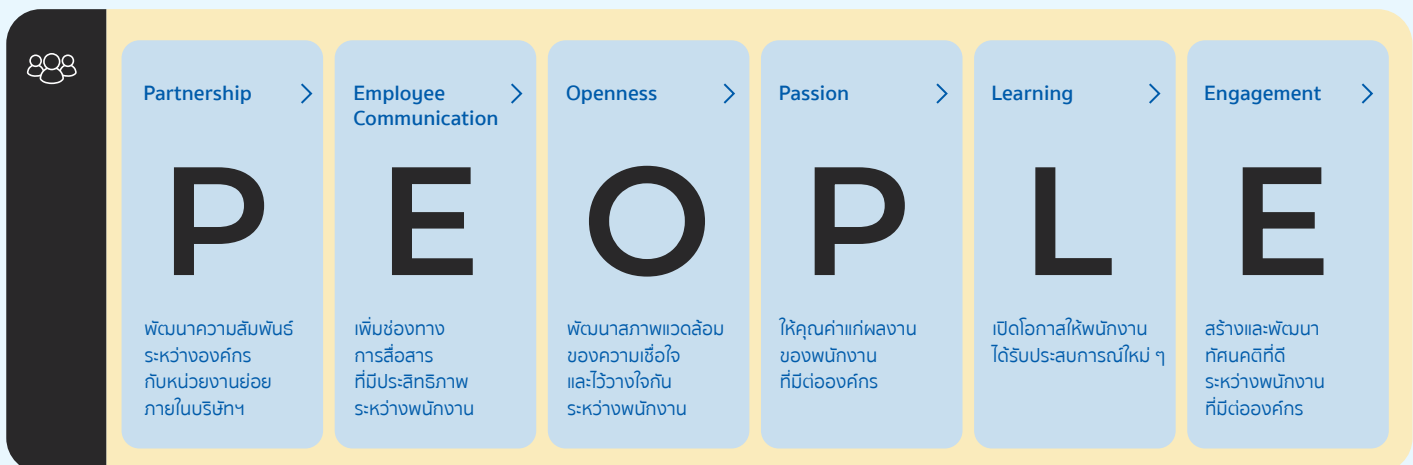 Partnership
P
พัฒนาความสัมพันธ์
ระหว่างองค์กร
กับหน่วยงานย่อย
ภายในบริษัทฯ
Employee
Communication
E
เพิ่มช่องทาง
การสื่อสาร
ที่มีประสิทธิภาพ
ระหว่างพนักงาน
Openness
O
พัฒนาสภาพแวดล้อม
ของความเชื่อใจ
และไว้วางใจกัน
ระหว่างพนักงาน
Passion
P
ให้คุณค่าแก่ผลงาน
ของพนักงาน
ที่มีต่อองค์กร
Learning
L
เปิดโอกาสให้พนักงาน
ได้รับประสบการณ์ใหม่ ๆ
Engagement
E
สร้างและพัฒนา
ทัศนคติที่ดี
ระหว่างพนักงาน
ที่มีต่อองค์กร